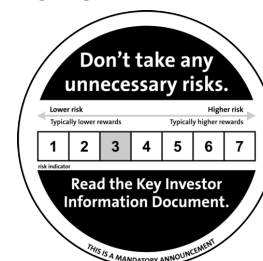 Don't take any
unnecessary risks.
Lower risk Higher risk
Typically lower rewards Typically higher rewards
1 2 3 4 5 6 7
risk indicator
Read the Key Investor
Information Document.
THIS IS A MANDATORY ANNOUNCEMENT